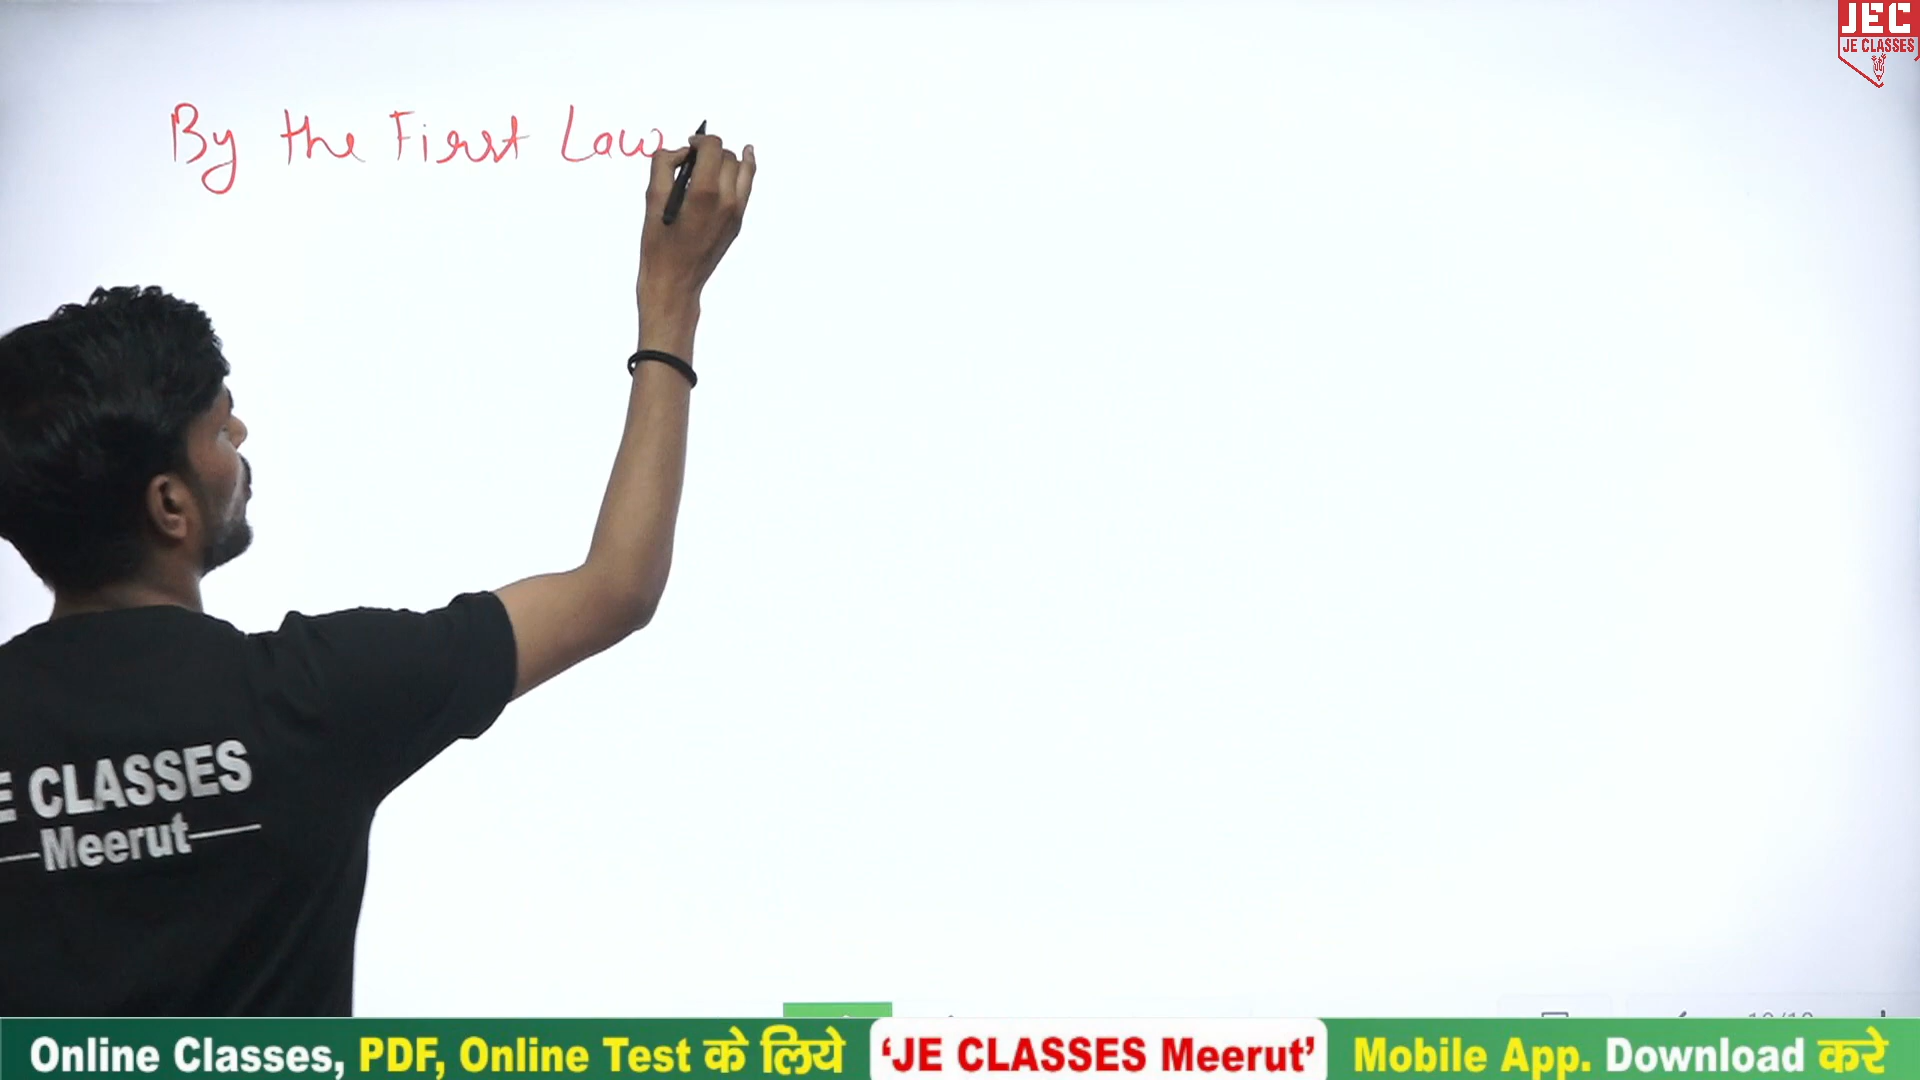 JEC
JE CLASSES
By the First Law
E CLASSES
Meerut
Online Classes, PDF, Online Test के लिये 'JE CLASSES Meerut' Mobile App. Download करे